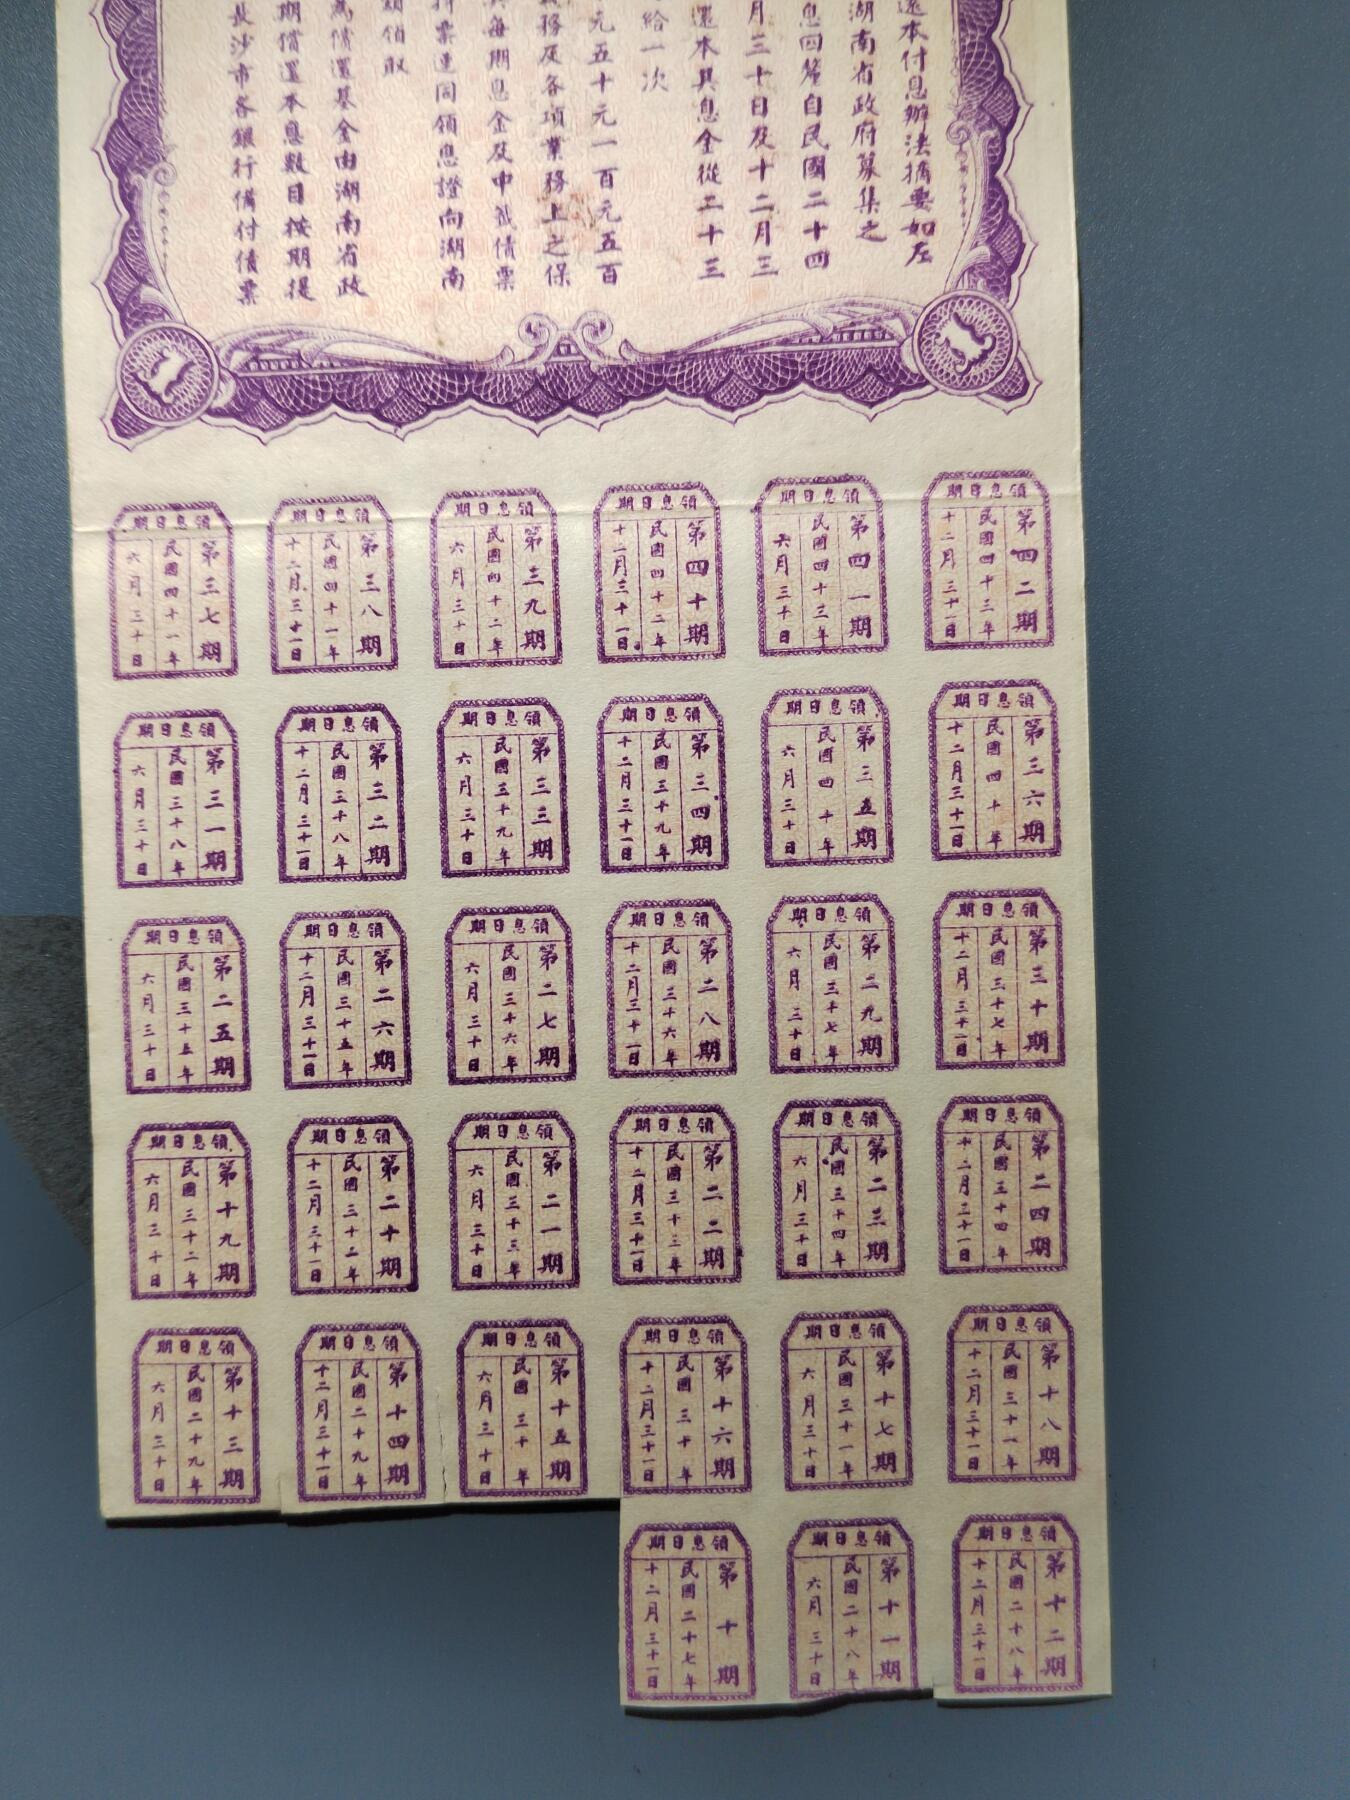 還本付息辦法摘要如左
湖南省政府募集之
息四釐自民國二十四
月三十日及十二月三
還本其息金從二十三
給一次
元五十元一百元五百
務及各項業務上之保
每期息金及中籤債票
持票連同領息證向湖南
領取
為償還基金由湖南省政
期償還本息數目按期提
長沙市各銀行備付債票
領息日期
第四二期
民國四十三年
十二月三十一日
領息日期
第四一期
民國四十三年
六月三十日
領息日期
第四十期
民國四十二年
十二月三十一日
領息日期
第三九期
民國四十二年
六月三十日
領息日期
第三八期
民國四十一年
十二月三十一日
領息日期
第三七期
民國四十一年
六月三十日
領息日期
第三六期
民國四十年
十二月三十一日
領息日期
第三五期
民國四十年
六月三十日
領息日期
第三四期
民國三十九年
十二月三十一日
領息日期
第三三期
民國三十九年
六月三十日
領息日期
第三二期
民國三十八年
十二月三十一日
領息日期
第三一期
民國三十八年
六月三十日
領息日期
第三十期
民國三十七年
十二月三十一日
領息日期
第二九期
民國三十七年
六月三十日
領息日期
第二八期
民國三十六年
十二月三十一日
領息日期
第二七期
民國三十六年
六月三十日
領息日期
第二六期
民國三十五年
十二月三十一日
領息日期
第二五期
民國三十五年
六月三十日
領息日期
第二四期
民國三十四年
十二月三十一日
領息日期
第二三期
民國三十四年
六月三十日
領息日期
第二二期
民國三十三年
十二月三十一日
領息日期
第二一期
民國三十三年
六月三十日
領息日期
第二十期
民國三十二年
十二月三十一日
領息日期
第十九期
民國三十二年
六月三十日
領息日期
第十八期
民國三十一年
十二月三十一日
領息日期
第十七期
民國三十一年
六月三十日
領息日期
第十六期
民國三十年
十二月三十一日
領息日期
第十五期
民國三十年
六月三十日
領息日期
第十四期
民國二十九年
十二月三十一日
領息日期
第十三期
民國二十九年
六月三十日
領息日期
第十二期
民國二十八年
十二月三十一日
領息日期
第十一期
民國二十八年
六月三十日
領息日期
第十期
民國二十七年
十二月三十一日